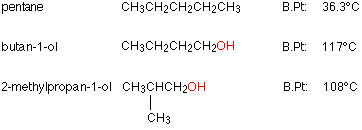 pentane CH3CH2CH2CH2CH3 B.Pt: 36.3°C
butan-1-ol CH3CH2CH2CH2OH B.Pt: 117°C
2-methylpropan-1-ol CH3CHCH2OH B.Pt: 108°C
CH3